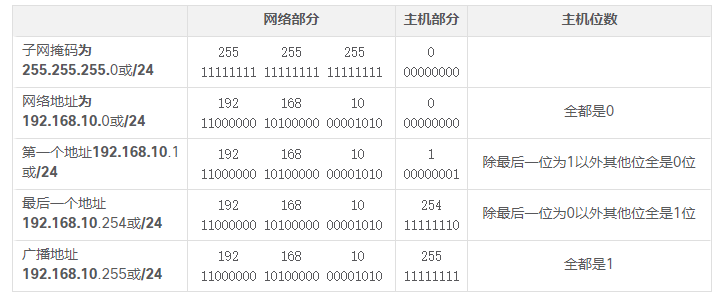 网络部分 主机部分 主机位数
子网掩码为 255 255 255 0
255.255.255.0或/24 11111111 11111111 11111111 00000000
网络地址为 192 168 10 0 全都是0
192.168.10.0或/24 11000000 10100000 00001010 00000000
第一个地址192.168.10.1 192 168 10 1 除最后一位为1以外其他位全是0位
或/24 11000000 10100000 00001010 00000001
最后一个地址 192 168 10 254 除最后一位为0以外其他位全是1位
192.168.10.254或/24 11000000 10100000 00001010 11111110
广播地址 192 168 10 255 全都是1
192.168.10.255或/24 11000000 10100000 00001010 11111111